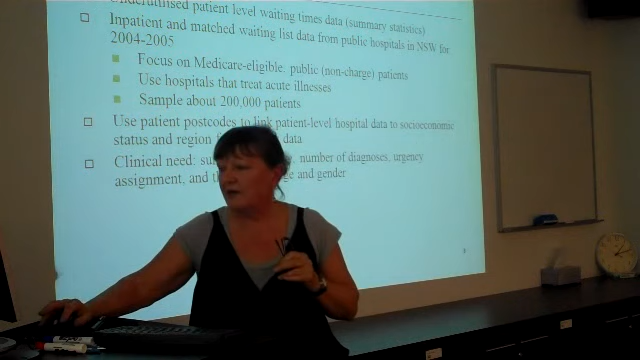 Underutilised patient level waiting times data (summary statistics)
Inpatient and matched waiting list data from public hospitals in NSW for
2004-2005
Focus on Medicare-eligible: public (non-charge) patients
Use hospitals that treat acute illnesses
Sample about 200,000 patients
Use patient postcodes to link patient-level hospital data to socioeconomic
status and region data
Clinical need: number of diagnoses, urgency
assignment, and and gender